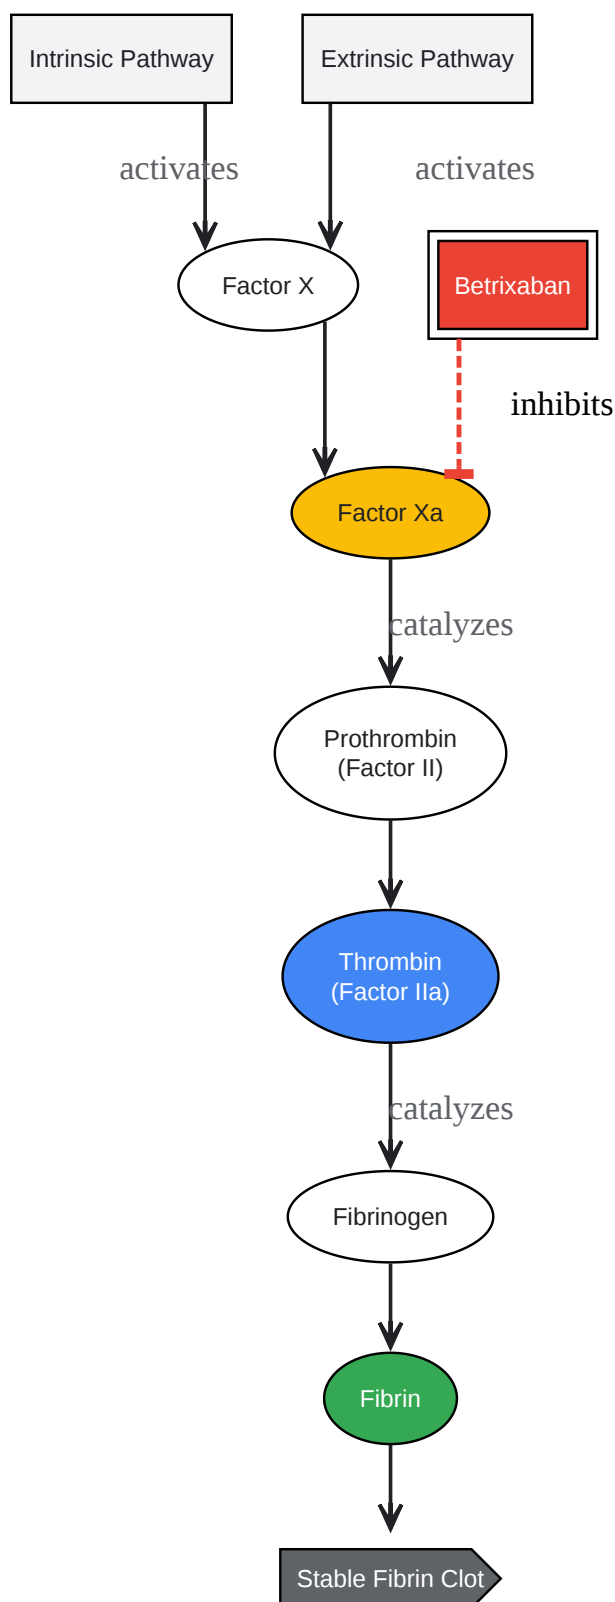 Intrinsic Pathway
Extrinsic Pathway
activates
activates
Factor X
Betrixaban
inhibits
Factor Xa
catalyzes
Prothrombin
(Factor II)
Thrombin
(Factor IIa)
catalyzes
Fibrinogen
Fibrin
Stable Fibrin Clot